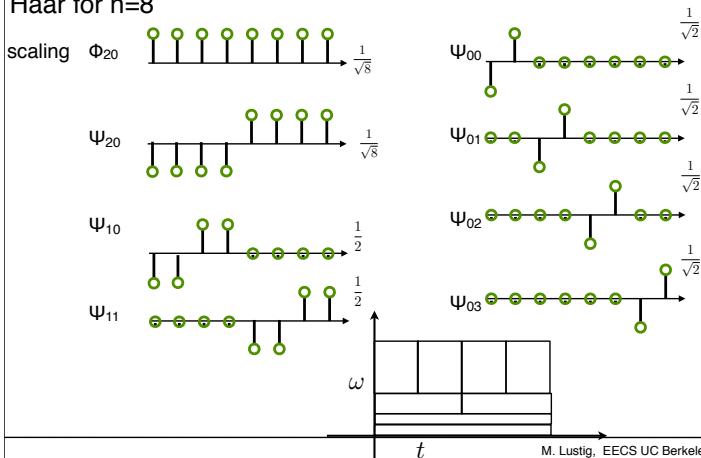 Haar for n=8
scaling Φ20 1/√8
Ψ20 1/√8
Ψ10 1/2
Ψ11 1/2
Ψ00 1/√2
Ψ01 1/√2
Ψ02 1/√2
Ψ03 1/√2
ω
t
M. Lustig, EECS UC Berkele